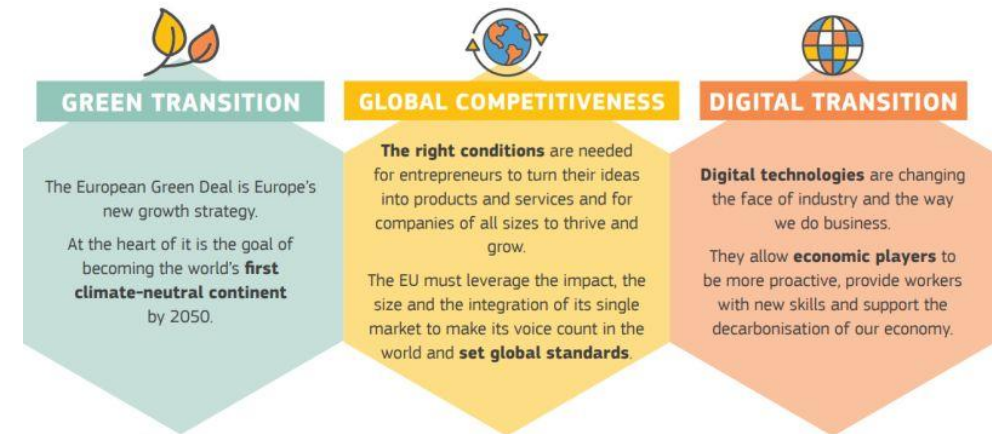 GREEN TRANSITION
The European Green Deal is Europe's
new growth strategy.
At the heart of it is the goal of
becoming the world's first
climate-neutral continent
by 2050.
GLOBAL COMPETITIVENESS
The right conditions are needed
for entrepreneurs to turn their ideas
into products and services and for
companies of all sizes to thrive and
grow.
The EU must leverage the impact, the
size and the integration of its single
market to make its voice count in the
world and set global standards.
DIGITAL TRANSITION
Digital technologies are changing
the face of industry and the way
we do business.
They allow economic players to
be more proactive, provide workers
with new skills and support the
decarbonisation of our economy.